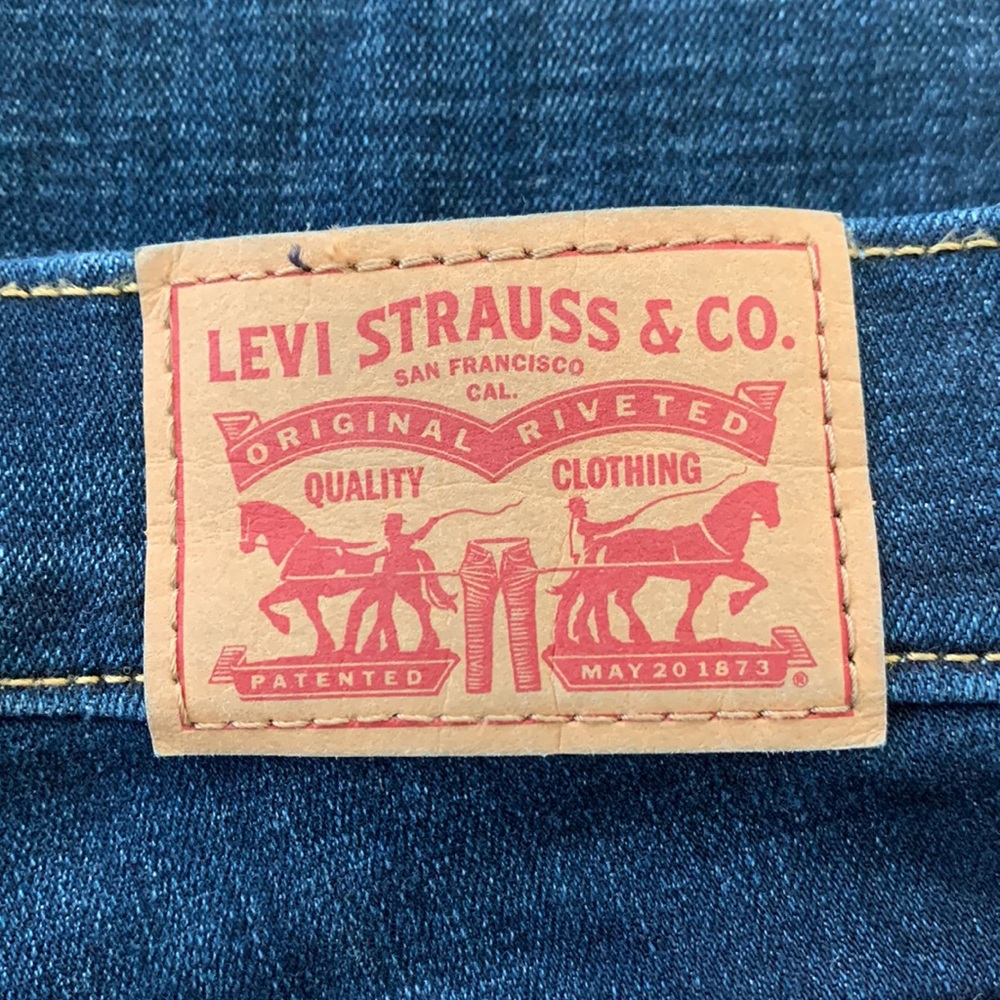 LEVI STRAUSS & CO.
SAN FRANCISCO
CAL.
ORIGINAL RIVETED
QUALITY CLOTHING
PATENTED MAY 20 1873 ®